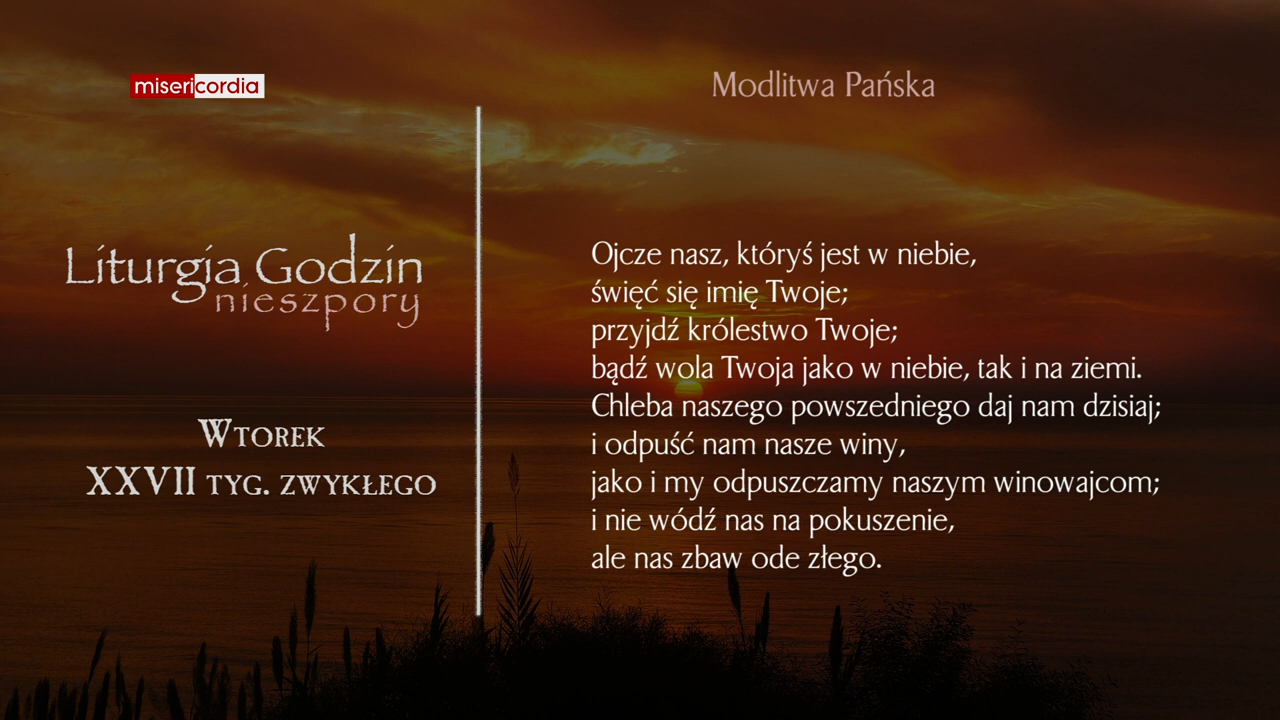 misericordia
Liturgia Godzin
nieszpory
Wtorek
XXVII tyg. zwykłego
Modlitwa Pańska
Ojcze nasz, któryś jest w niebie,
święć się imię Twoje;
przyjdź królestwo Twoje;
bądź wola Twoja jako w niebie, tak i na ziemi.
Chleba naszego powszedniego daj nam dzisiaj;
i odpuść nam nasze winy,
jako i my odpuszczamy naszym winowajcom;
i nie wódź nas na pokuszenie,
ale nas zbaw ode złego.